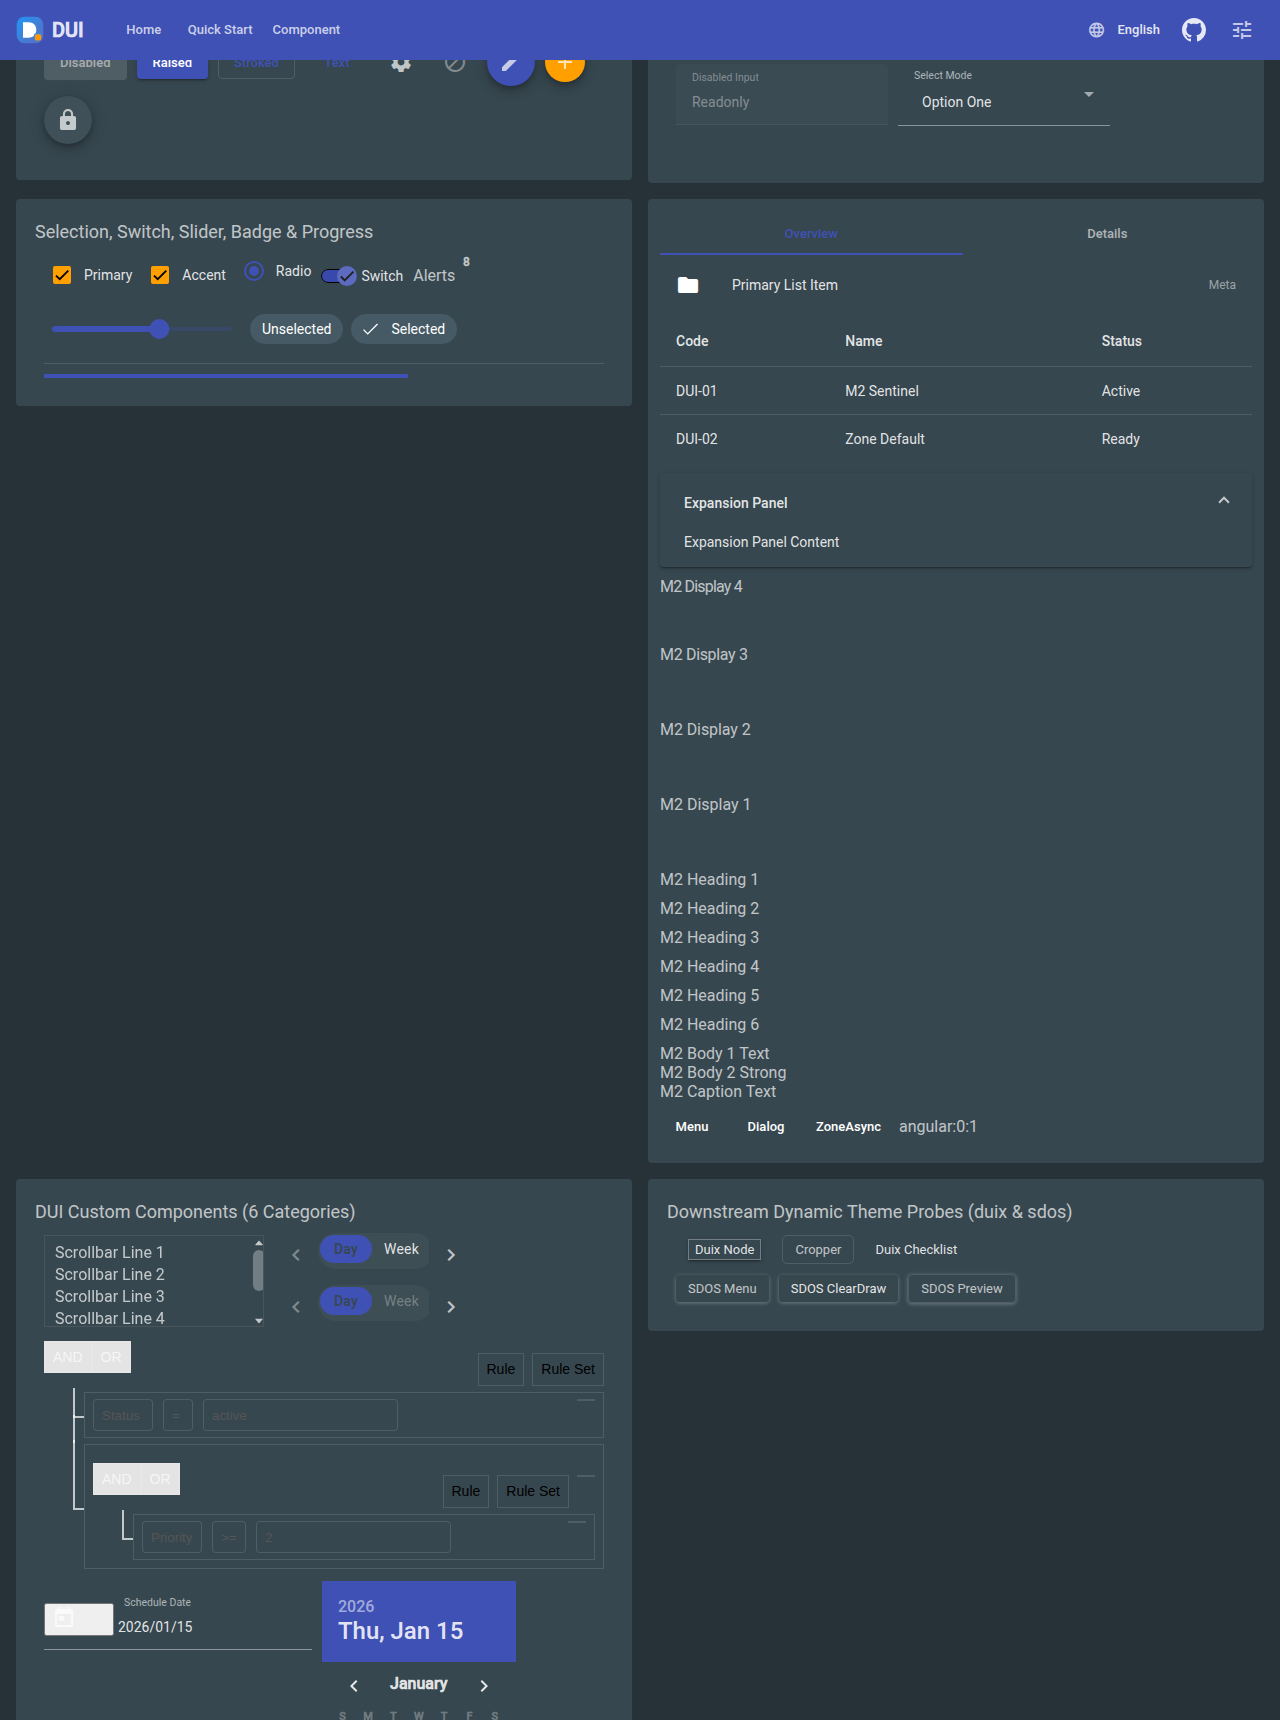 DUI Home Quick Start Component English
Disabled Raised Stroked Text
Disabled Input
Readonly
Select Mode
Option One
Selection, Switch, Slider, Badge & Progress
Primary Accent Radio Switch Alerts 8
Unselected Selected
Overview Details
Primary List Item Meta
Code Name Status
DUI-01 M2 Sentinel Active
DUI-02 Zone Default Ready
Expansion Panel
Expansion Panel Content
M2 Display 4
M2 Display 3
M2 Display 2
M2 Display 1
M2 Heading 1
M2 Heading 2
M2 Heading 3
M2 Heading 4
M2 Heading 5
M2 Heading 6
M2 Body 1 Text
M2 Body 2 Strong
M2 Caption Text
Menu Dialog ZoneAsync angular:0:1
DUI Custom Components (6 Categories)
Scrollbar Line 1
Scrollbar Line 2
Scrollbar Line 3
Scrollbar Line 4
Day Week
Day Week
AND OR Rule Rule Set
Status = active
AND OR Rule Rule Set
Priority >= 2
Schedule Date
2026/01/15
2026
Thu, Jan 15
January
S M T W T F S
Downstream Dynamic Theme Probes (duix & sdos)
Duix Node Cropper Duix Checklist
SDOS Menu SDOS ClearDraw SDOS Preview